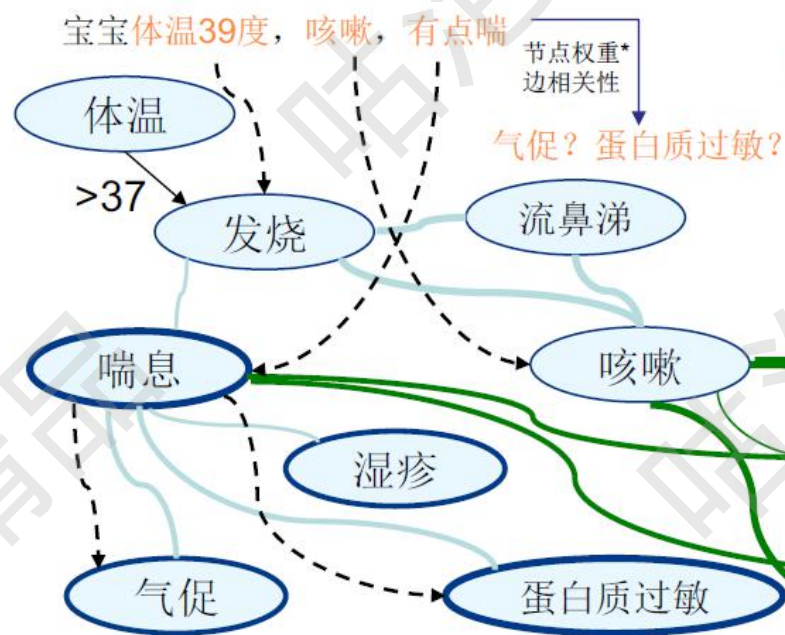 宝宝体温39度，咳嗽，有点喘
节点权重*
边相关性
气促？蛋白质过敏？
体温
>37
发烧
流鼻涕
喘息
咳嗽
湿疹
气促
蛋白质过敏